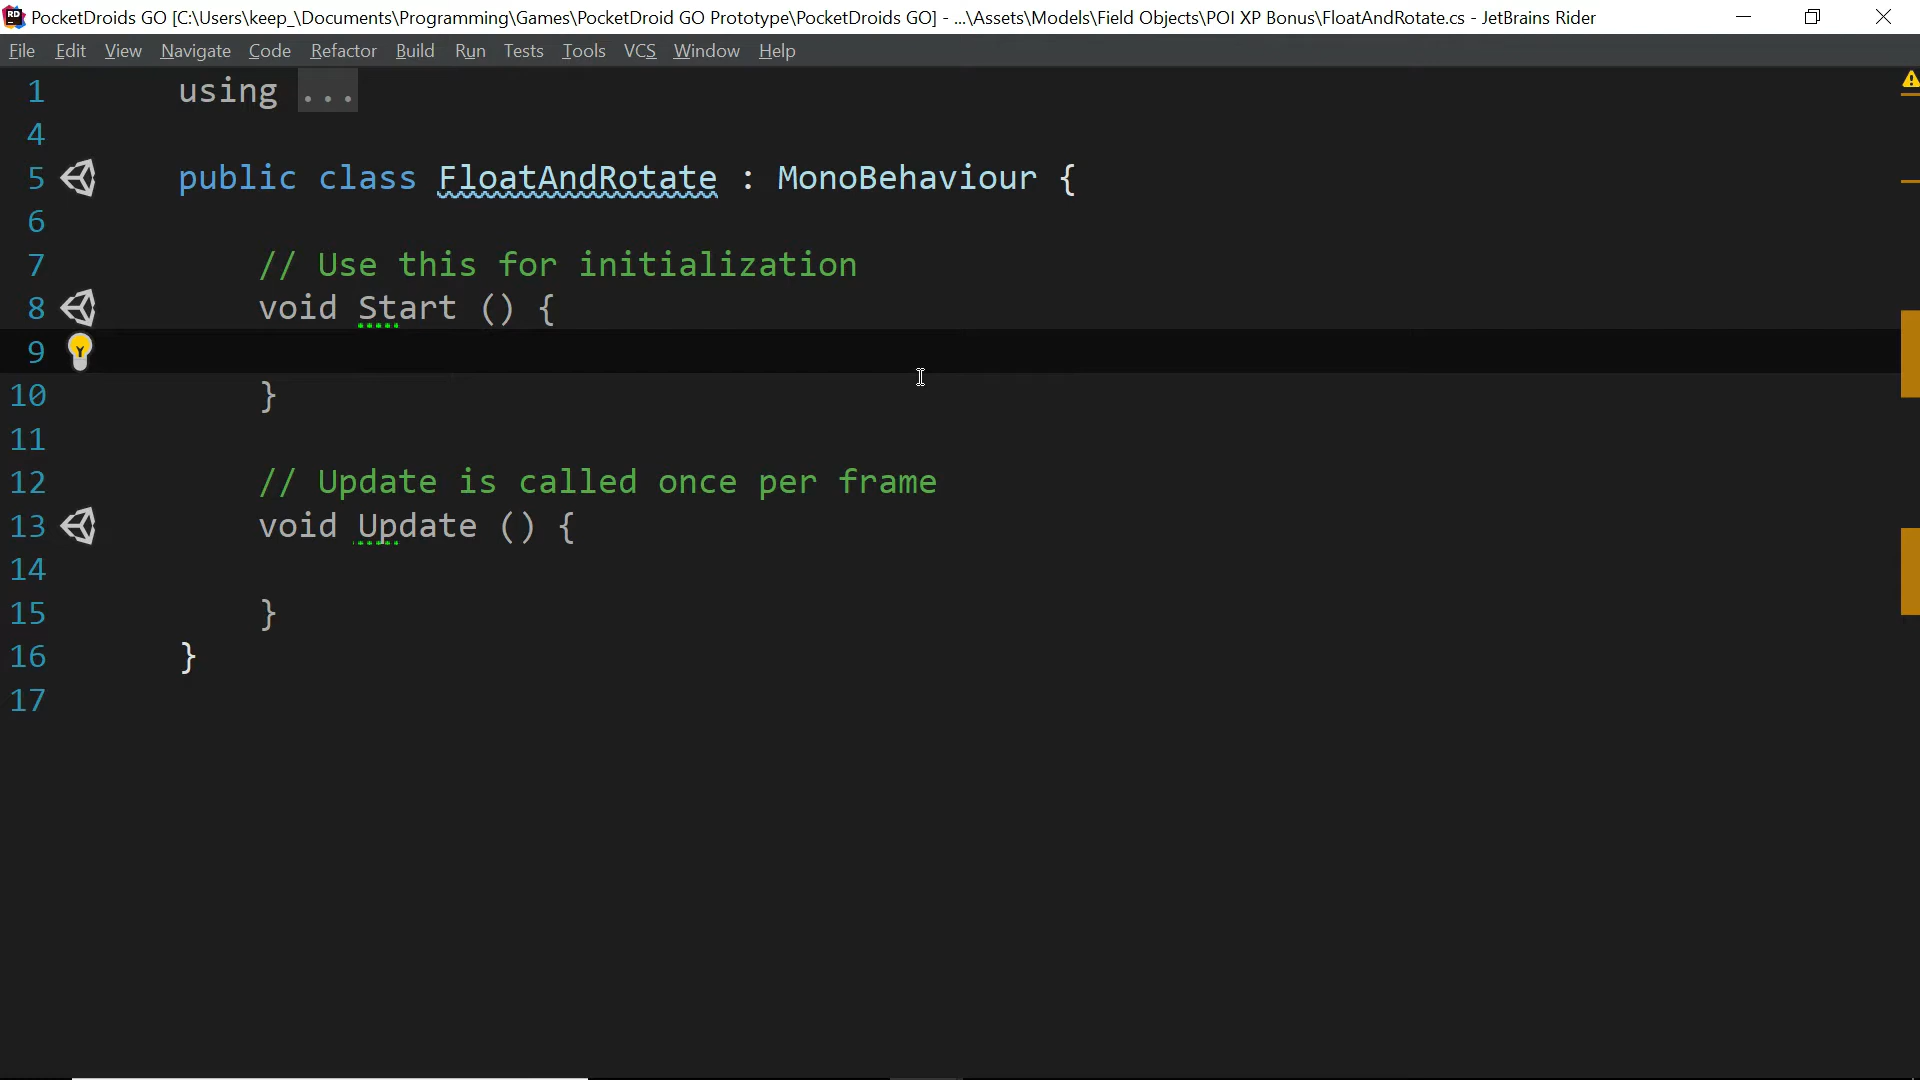 PocketDroids GO [C:\Users\keep_\Documents\Programming\Games\PocketDroid GO Prototype\PocketDroids GO] - ...\Assets\Models\Field Objects\POI XP Bonus\FloatAndRotate.cs - JetBrains Rider
File Edit View Navigate Code Refactor Build Run Tests Tools VCS Window Help
1 using ...
4
5 public class FloatAndRotate : MonoBehaviour {
6
7 // Use this for initialization
8 void Start () {
9
10 }
11
12 // Update is called once per frame
13 void Update () {
14
15 }
16 }
17